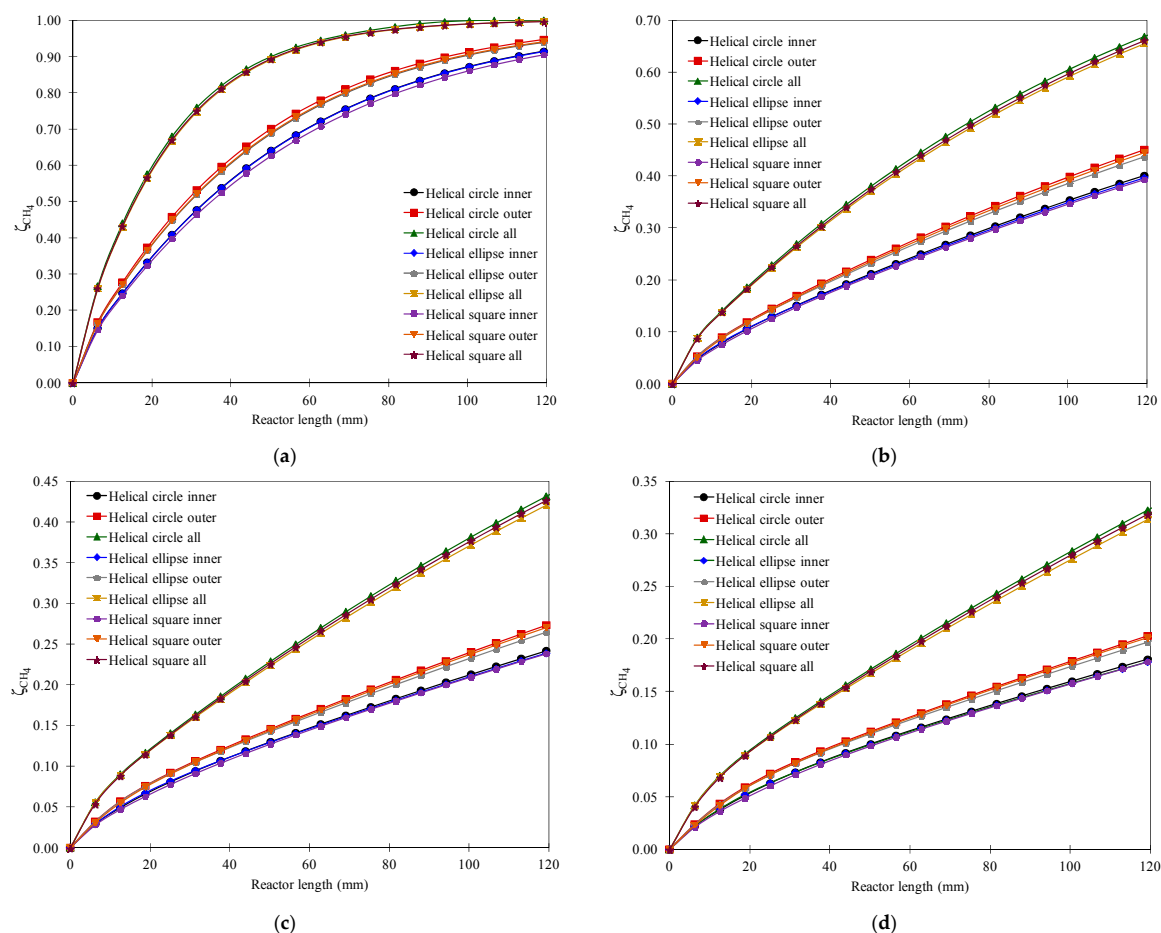 1.00
0.90
0.80
0.70
0.60
0.50
0.40
0.30
0.20
0.10
0.00
ζCH4
Helical circle inner
Helical circle outer
Helical circle all
Helical ellipse inner
Helical ellipse outer
Helical ellipse all
Helical square inner
Helical square outer
Helical square all
0 20 40 60 80 100 120
Reactor length (mm)
(a)
0.70
0.60
0.50
0.40
0.30
0.20
0.10
0.00
ζCH4
Helical circle inner
Helical circle outer
Helical circle all
Helical ellipse inner
Helical ellipse outer
Helical ellipse all
Helical square inner
Helical square outer
Helical square all
0 20 40 60 80 100 120
Reactor length (mm)
(b)
0.45
0.40
0.35
0.30
0.25
0.20
0.15
0.10
0.05
0.00
ζCH4
Helical circle inner
Helical circle outer
Helical circle all
Helical ellipse inner
Helical ellipse outer
Helical ellipse all
Helical square inner
Helical square outer
Helical square all
0 20 40 60 80 100 120
Reactor length (mm)
(c)
0.35
0.30
0.25
0.20
0.15
0.10
0.05
0.00
ζCH4
Helical circle inner
Helical circle outer
Helical circle all
Helical ellipse inner
Helical ellipse outer
Helical ellipse all
Helical square inner
Helical square outer
Helical square all
0 20 40 60 80 100 120
Reactor length (mm)
(d)